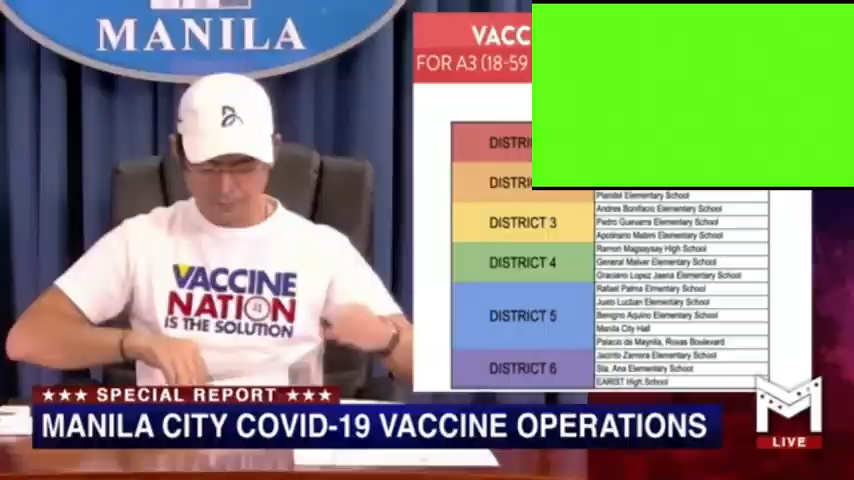 MANILA
VACC
FOR A3 (18-59
DISTRI
DISTRI
Plaridel Elementary School
Andres Bonifacio Elementary School
DISTRICT 3
Pedro Guevarra Elementary School
Apolinario Mabini Elementary School
Ramon Magsaysay High School
DISTRICT 4
General Malvar Elementary School
Graciano Lopez Jaena Elementary School
Rafael Palma Elmentary School
Justo Lucban Elementary School
DISTRICT 5
Benigno Aquino Elementary School
Manila City Hall
Palacio de Maynila, Roxas Boulevard
Jacinto Zamora Elementary School
DISTRICT 6
Sta. Ana Elementary School
EARIST High School
VACCINE
NATION
IS THE SOLUTION
SPECIAL REPORT
MANILA CITY COVID-19 VACCINE OPERATIONS
M
LIVE